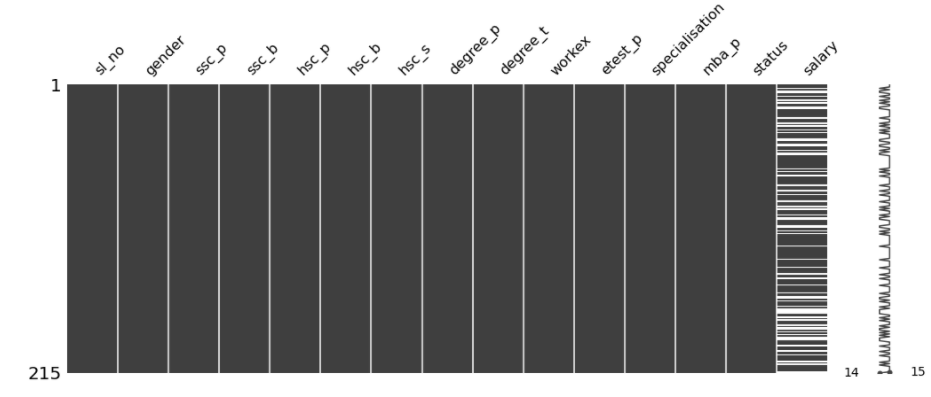 sl_no gender ssc_p ssc_b hsc_p hsc_b hsc_s degree_p degree_t workex etest_p specialisation mba_p status salary
1
215 14 15